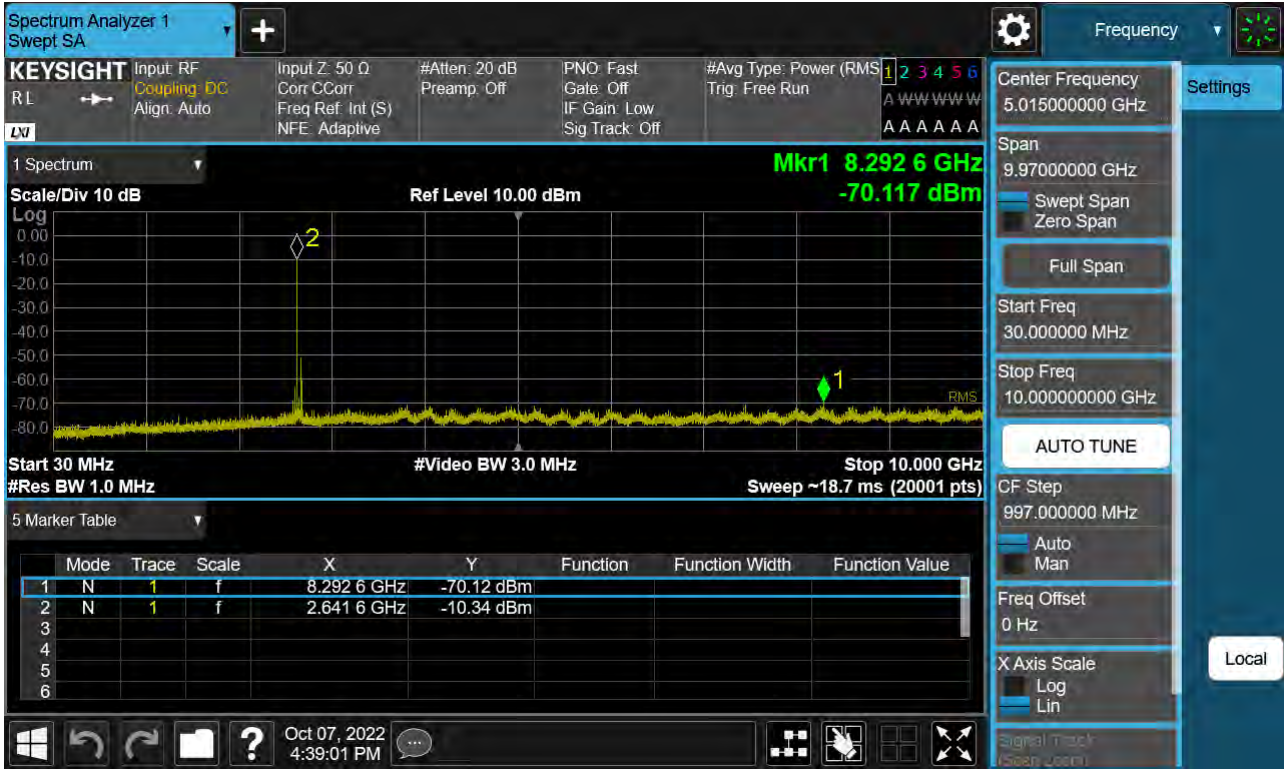 Spectrum Analyzer 1
Swept SA
Frequency
KEYSIGHT
RL
LXI
Input: RF
Coupling: DC
Align: Auto
Input Z: 50 Ω
Corr CCorr
Freq Ref: Int (S)
NFE: Adaptive
#Atten: 20 dB
Preamp: Off
PNO: Fast
Gate: Off
IF Gain: Low
Sig Track: Off
#Avg Type: Power (RMS
Trig: Free Run
1 2 3 4 5 6
A W W W W W
A A A A A A
1 Spectrum
Mkr1 8.292 6 GHz
-70.117 dBm
Scale/Div 10 dB
Ref Level 10.00 dBm
Log
0.00
-10.0
-20.0
-30.0
-40.0
-50.0
-60.0
-70.0
-80.0
2
1
RMS
Start 30 MHz
#Video BW 3.0 MHz
Stop 10.000 GHz
#Res BW 1.0 MHz
Sweep ~18.7 ms (20001 pts)
5 Marker Table
Mode Trace Scale X Y Function Function Width Function Value
1 N 1 f 8.292 6 GHz -70.12 dBm
2 N 1 f 2.641 6 GHz -10.34 dBm
3
4
5
6
Oct 07, 2022
4:39:01 PM
?
Center Frequency
5.015000000 GHz
Span
9.97000000 GHz
Swept Span
Zero Span
Full Span
Start Freq
30.000000 MHz
Stop Freq
10.000000000 GHz
AUTO TUNE
CF Step
997.000000 MHz
Auto
Man
Freq Offset
0 Hz
X Axis Scale
Log
Lin
Signal Track
(Span Zoom)
Settings
Local